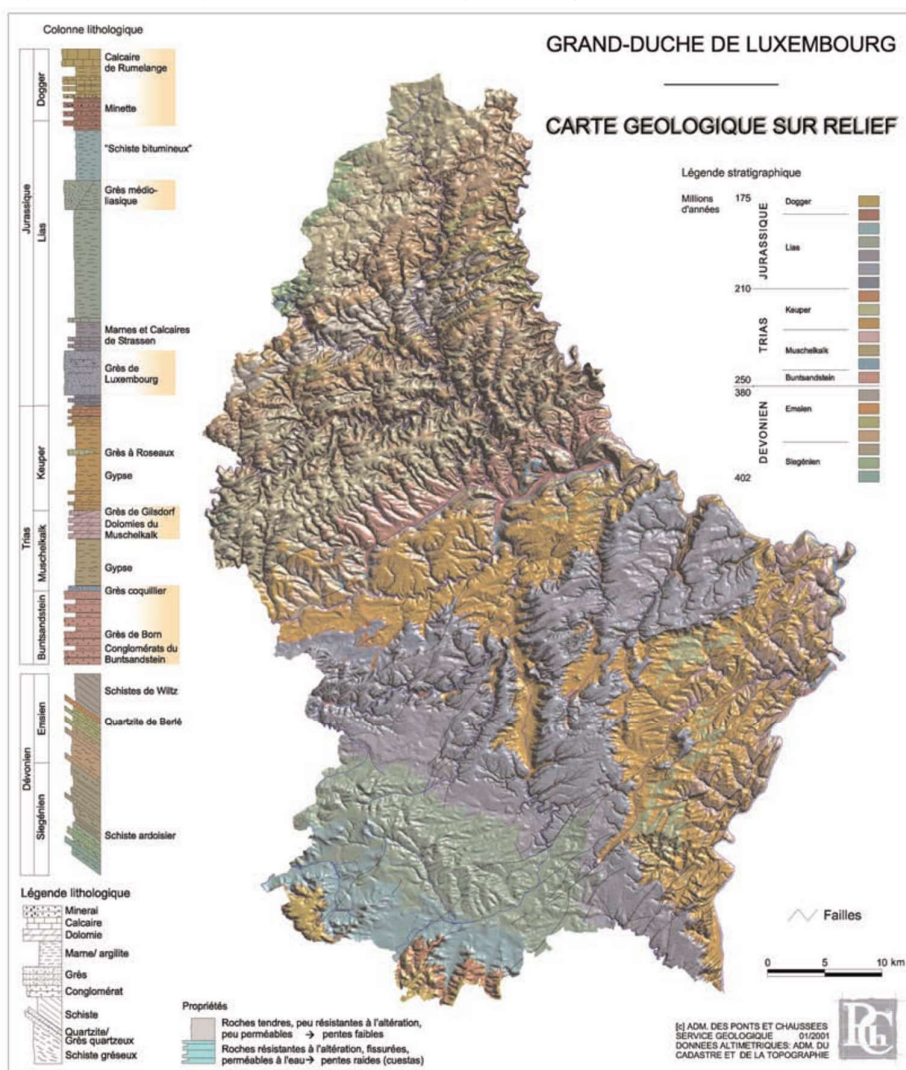 Colonne lithologique
GRAND-DUCHE DE LUXEMBOURG
CARTE GEOLOGIQUE SUR RELIEF
Jurassique
Dogger
Lias
Calcaire
de Rumelange
Minette
"Schiste bitumineux"
Grès médio-
liasique
Marnes et Calcaires
de Strassen
Grès de
Luxembourg
Trias
Keuper
Muschelkalk
Buntsandstein
Grès à Roseaux
Gypse
Grès de Gilsdorf
Dolomies du
Muschelkalk
Gypse
Grès coquillier
Grès de Born
Conglomérats du
Buntsandstein
Dévonien
Emsien
Siegénien
Schistes de Wiltz
Quartzite de Berlé
Schiste ardoisier
Légende lithologique
Minerai
Calcaire
Dolomie
Marne/ argilite
Grès
Conglomérat
Schiste
Quartzite/
Grès quartzeux
Schiste gréseux
Propriétés
Roches tendres, peu résistantes à l'altération,
peu perméables → pentes faibles
Roches résistantes à l'altération, fissurées,
perméables à l'eau→ pentes raides (cuestas)
Légende stratigraphique
Millions
d'années
175
210
250
380
402
JURASSIQUE
TRIAS
DEVONIEN
Dogger
Lias
Keuper
Muschelkalk
Buntsandstein
Emsien
Siegénien
Failles
0 5 10 km
[c] ADM. DES PONTS ET CHAUSSEES
SERVICE GEOLOGIQUE 01/2001
DONNEES ALTIMETRIQUES: ADM. DU
CADASTRE ET DE LA TOPOGRAPHIE
PCh